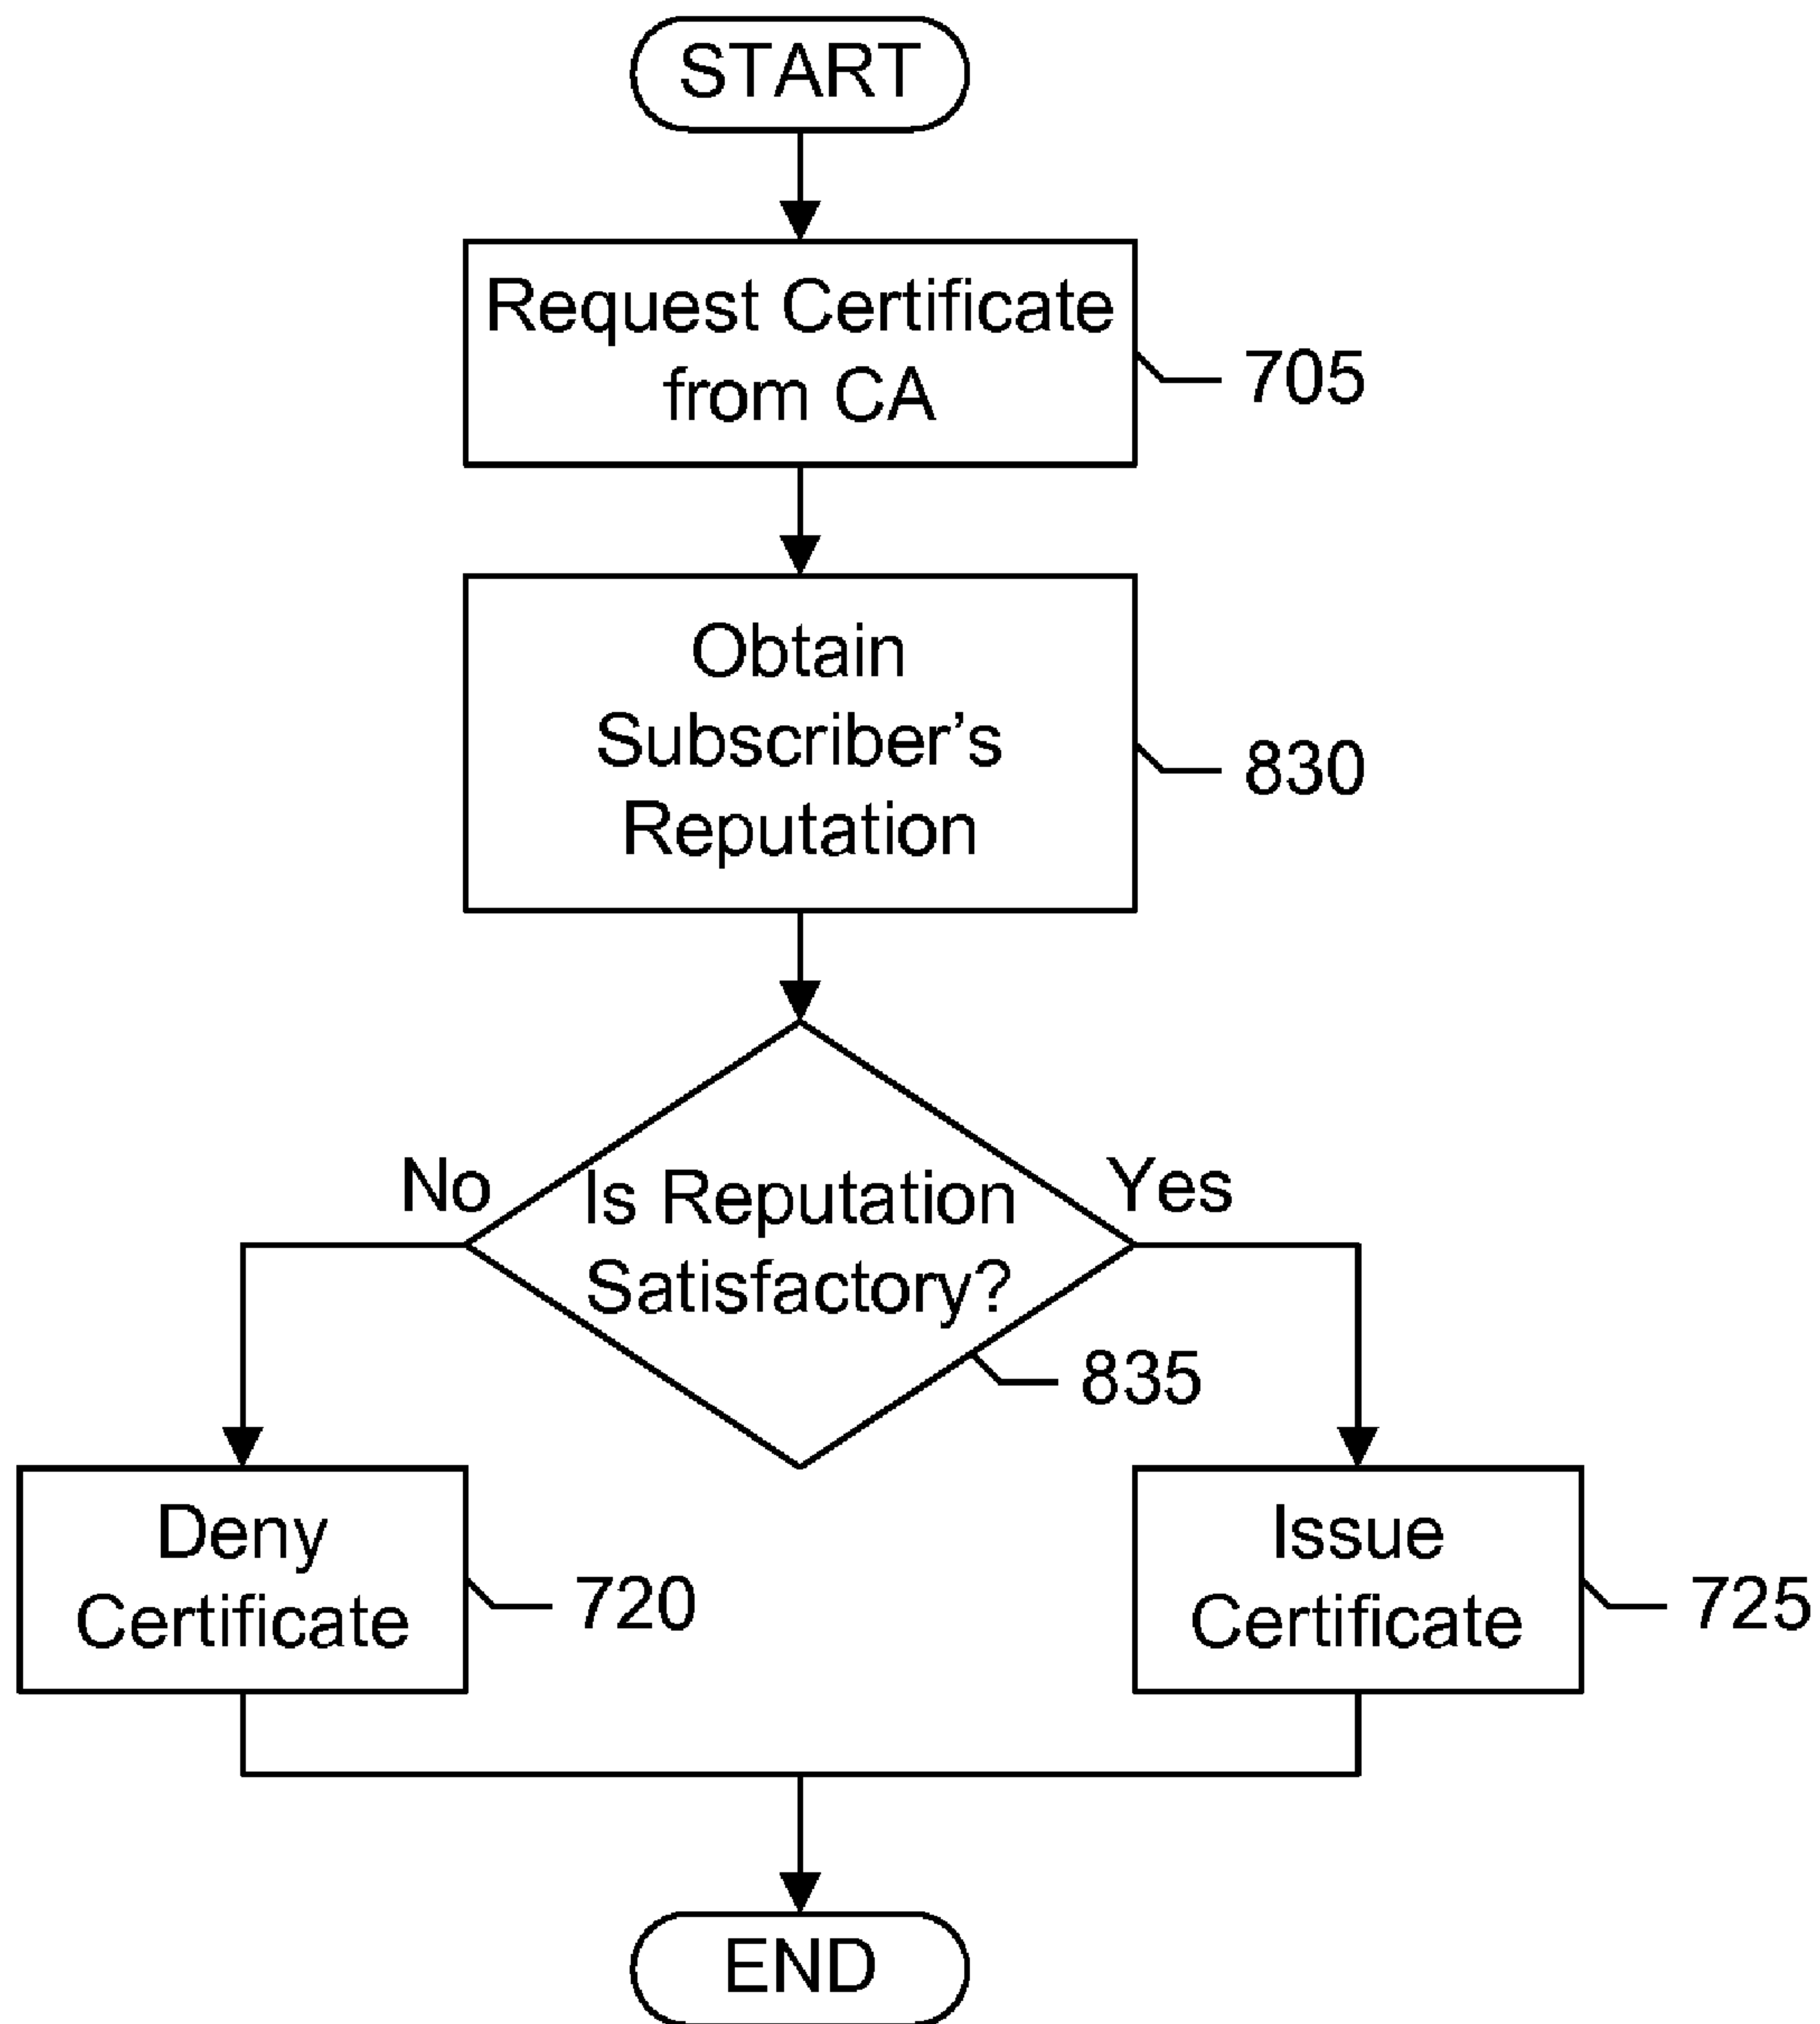 START
Request Certificate
from CA
705
Obtain
Subscriber’s
Reputation
830
No
Yes
Is Reputation
Satisfactory?
835
Deny
Certificate
720
Issue
Certificate
725
END